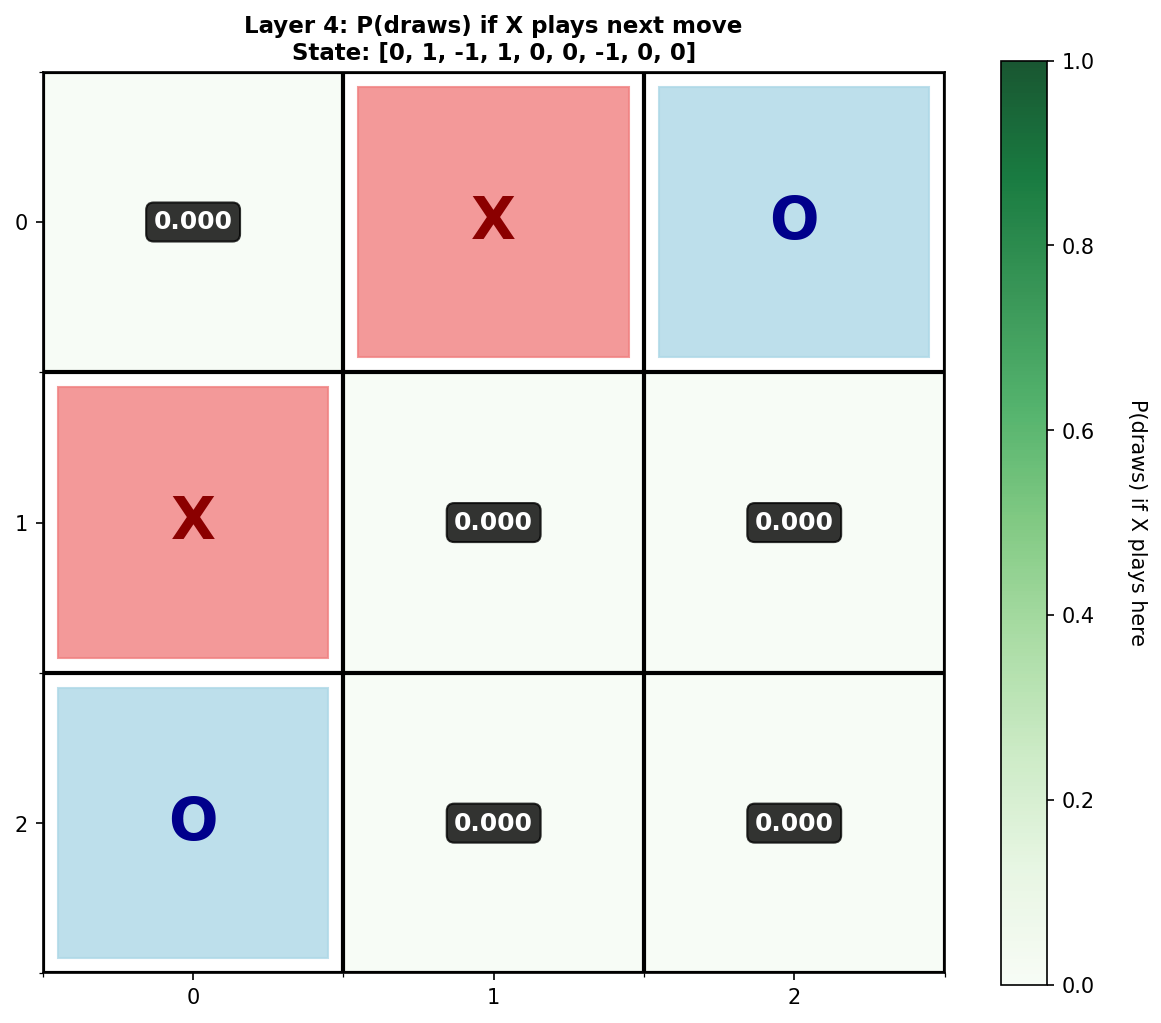 Layer 4: P(draws) if X plays next move
State: [0, 1, -1, 1, 0, 0, -1, 0, 0]
0
0.000
X
O
1
X
0.000
0.000
2
O
0.000
0.000
0
1
2
1.0
0.8
0.6
0.4
0.2
0.0
P(draws) if X plays here